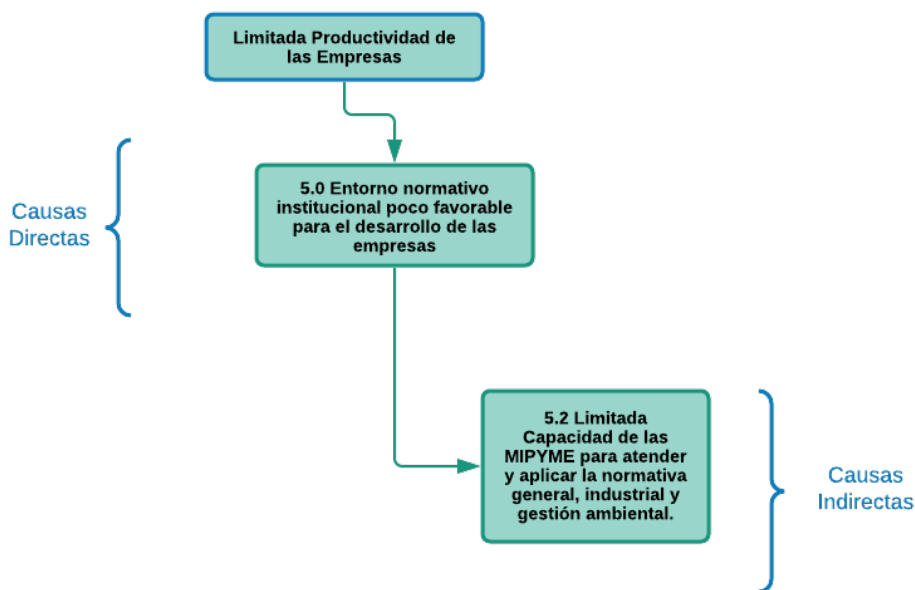 Limitada Productividad de
las Empresas
Causas
Directas
5.0 Entorno normativo
institucional poco favorable
para el desarrollo de las
empresas
5.2 Limitada
Capacidad de las
MIPYME para atender
y aplicar la normativa
general, industrial y
gestión ambiental.
Causas
Indirectas